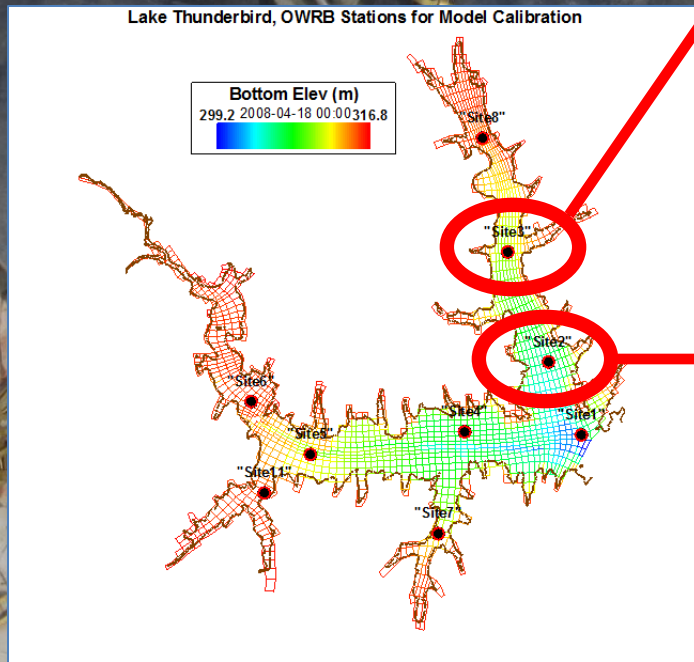 Lake Thunderbird, OWRB Stations for Model Calibration
Bottom Elev (m)
299.2 2008-04-18 00:00 316.8
"Site8"
"Site3"
"Site2"
"Site6"
"Site4"
"Site1"
"Site5"
"Site11"
"Site7"